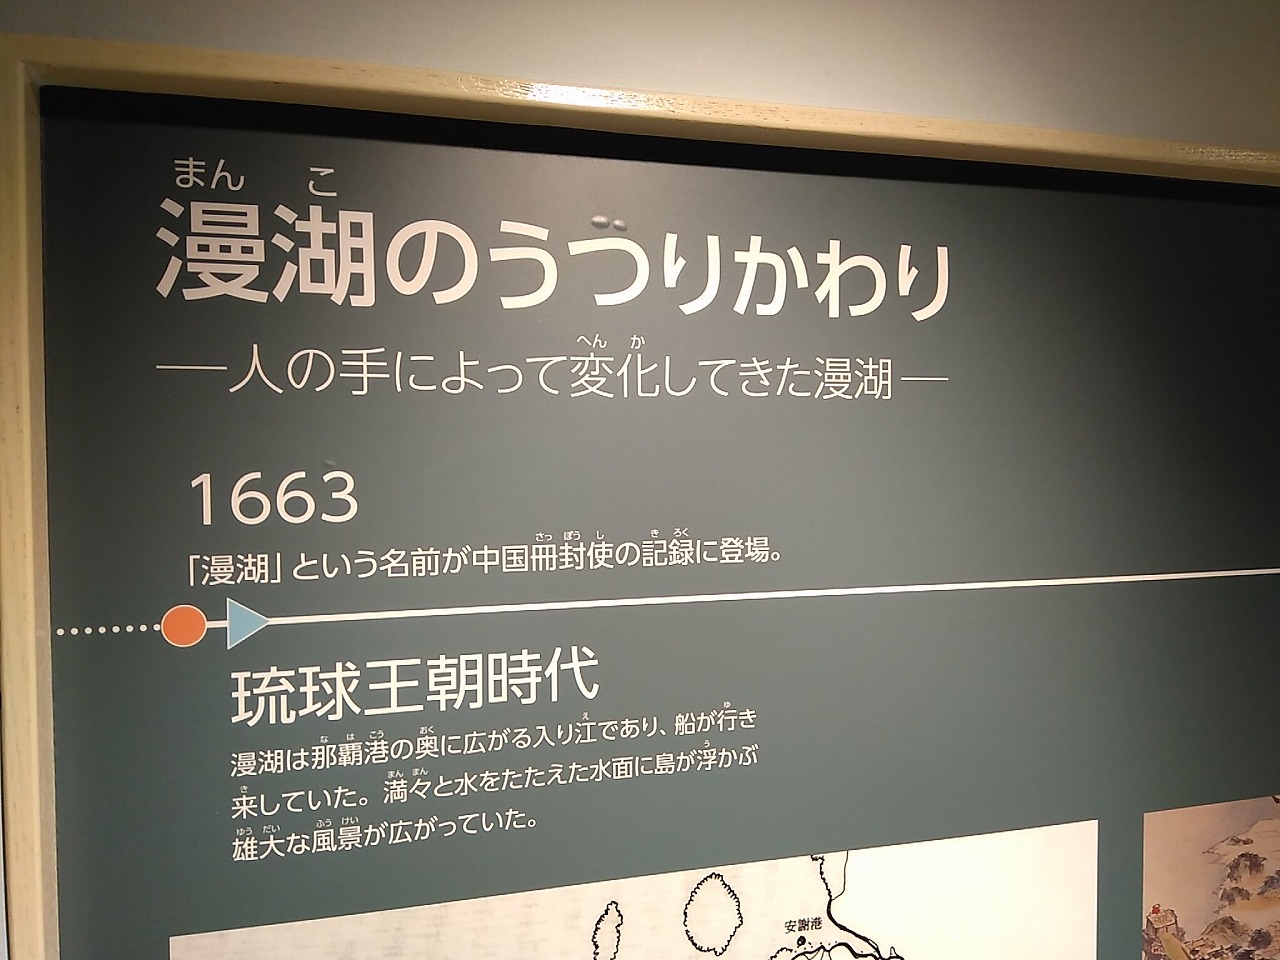 まん こ
漫湖のうつりかわり
へん か
―人の手によって変化してきた漫湖―
1663
さっ ぽう し き ろく
「漫湖」という名前が中国冊封使の記録に登場。
琉球王朝時代
な は こう おく え ゆ
漫湖は那覇港の奥に広がる入り江であり、船が行き
き まん まん う
来していた。満々と水をたたえた水面に島が浮かぶ
ゆう だい ふう けい
雄大な風景が広がっていた。
安謝港